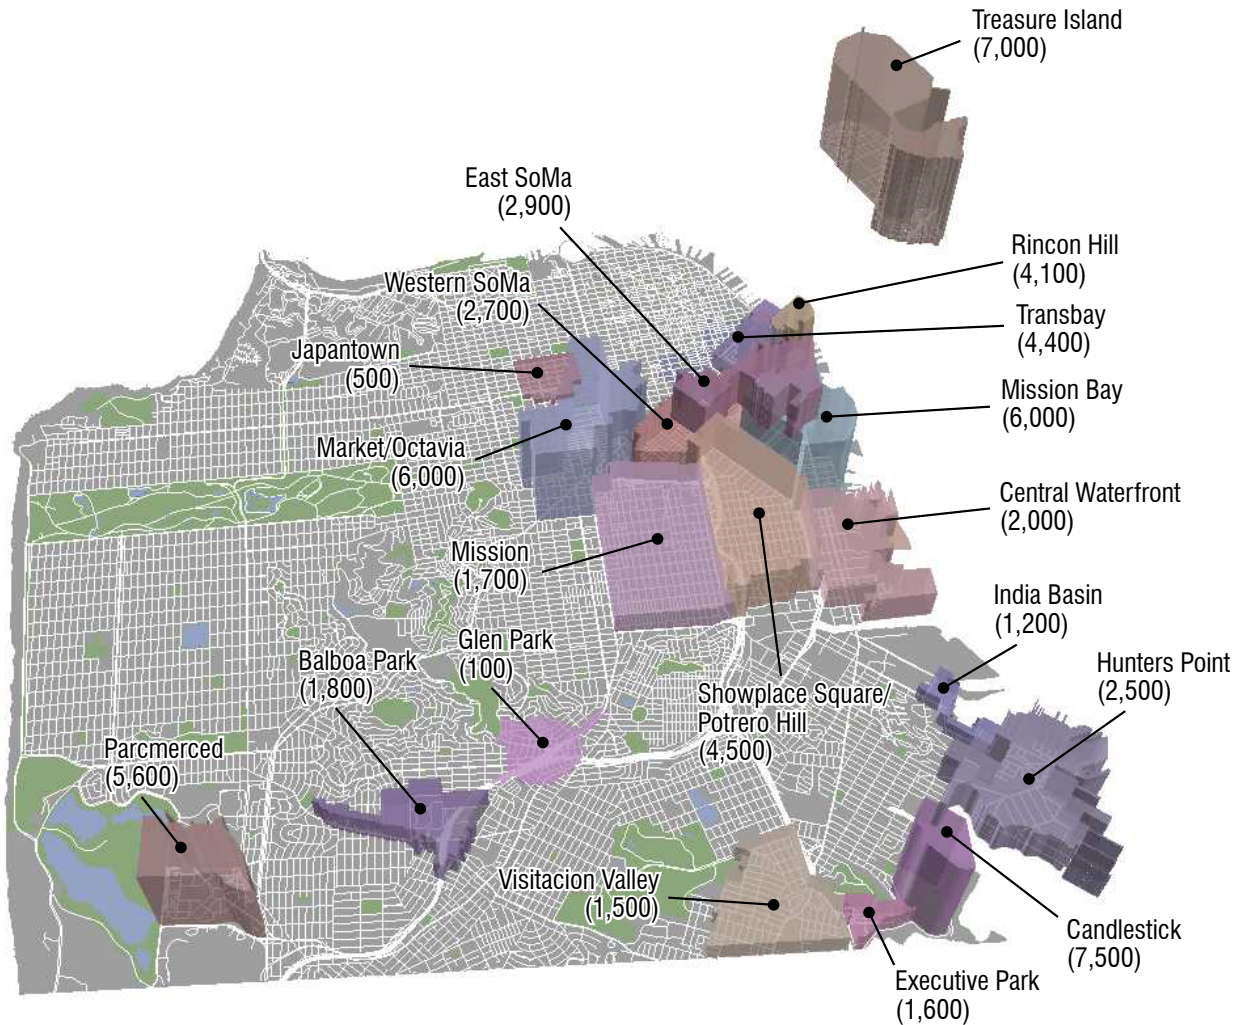 Treasure Island
(7,000)
East SoMa
(2,900)
Rincon Hill
(4,100)
Western SoMa
(2,700)
Transbay
(4,400)
Japantown
(500)
Mission Bay
(6,000)
Market/Octavia
(6,000)
Central Waterfront
(2,000)
Mission
(1,700)
India Basin
(1,200)
Glen Park
(100)
Balboa Park
(1,800)
Hunters Point
(2,500)
Showplace Square/
Potrero Hill
(4,500)
Parcmerced
(5,600)
Visitacion Valley
(1,500)
Candlestick
(7,500)
Executive Park
(1,600)